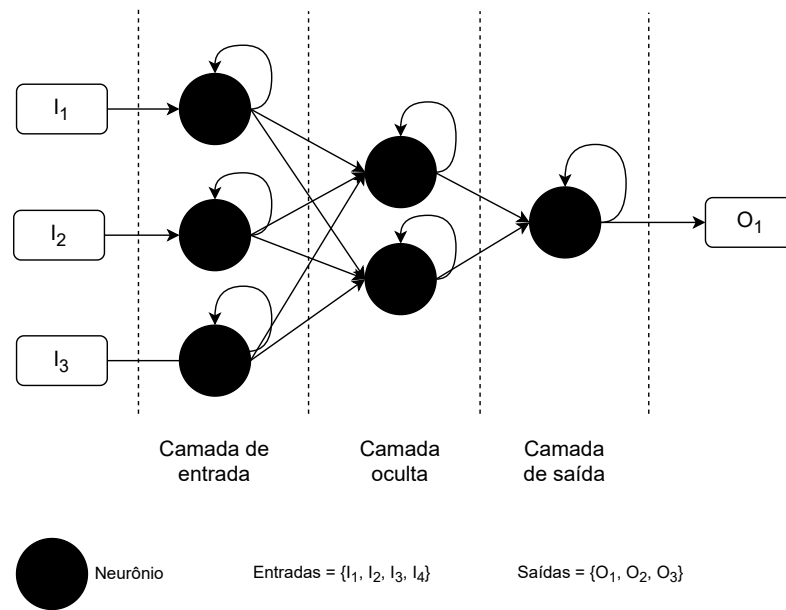 I₁
I₂
O₁
I₃
Camada de
entrada
Camada
oculta
Camada
de saída
Neurônio
Entradas = {I₁, I₂, I₃, I₄}
Saídas = {O₁, O₂, O₃}